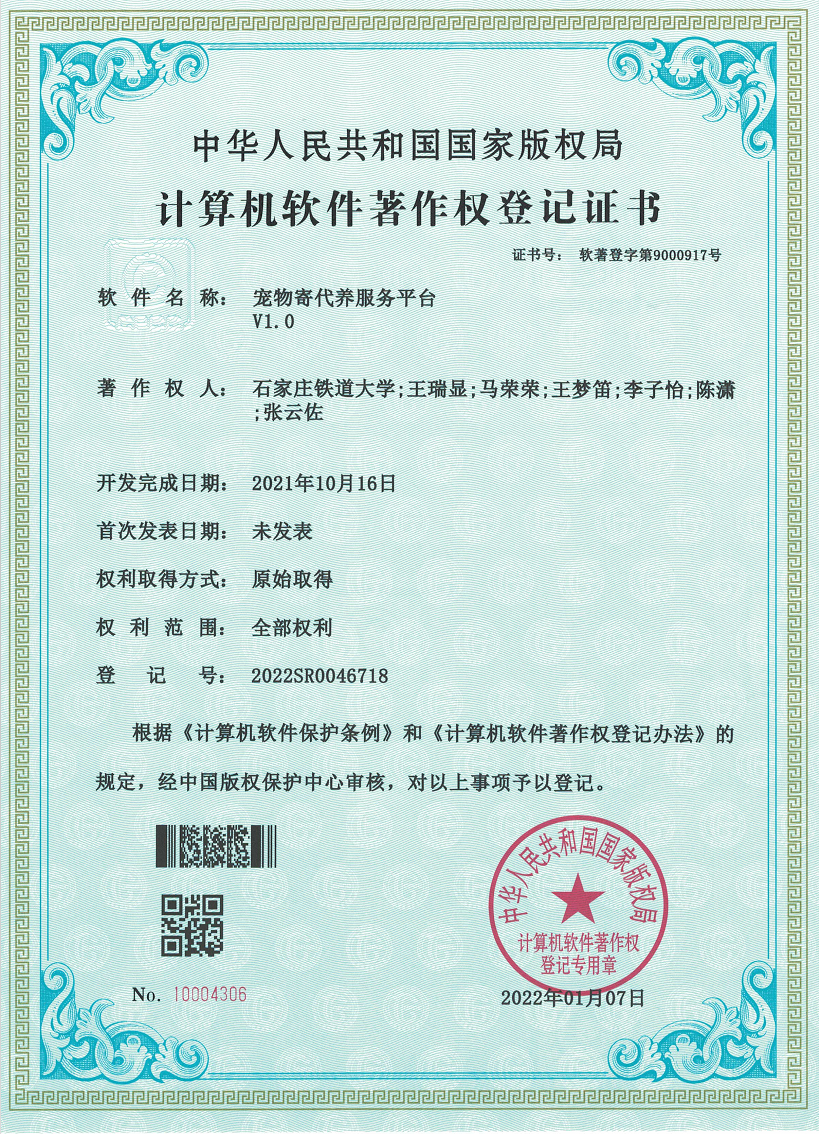 中华人民共和国国家版权局
计算机软件著作权登记证书
证书号： 软著登字第9000917号
软件名称： 宠物寄代养服务平台
V1.0
著作权人： 石家庄铁道大学;王瑞显;马荣荣;王梦笛;李子怡;陈潇
;张云佐
开发完成日期： 2021年10月16日
首次发表日期： 未发表
权利取得方式： 原始取得
权利范围： 全部权利
登记号： 2022SR0046718
根据《计算机软件保护条例》和《计算机软件著作权登记办法》的
规定，经中国版权保护中心审核，对以上事项予以登记。
中华人民共和国国家版权局
计算机软件著作权
登记专用章
No. 10004306
2022年01月07日